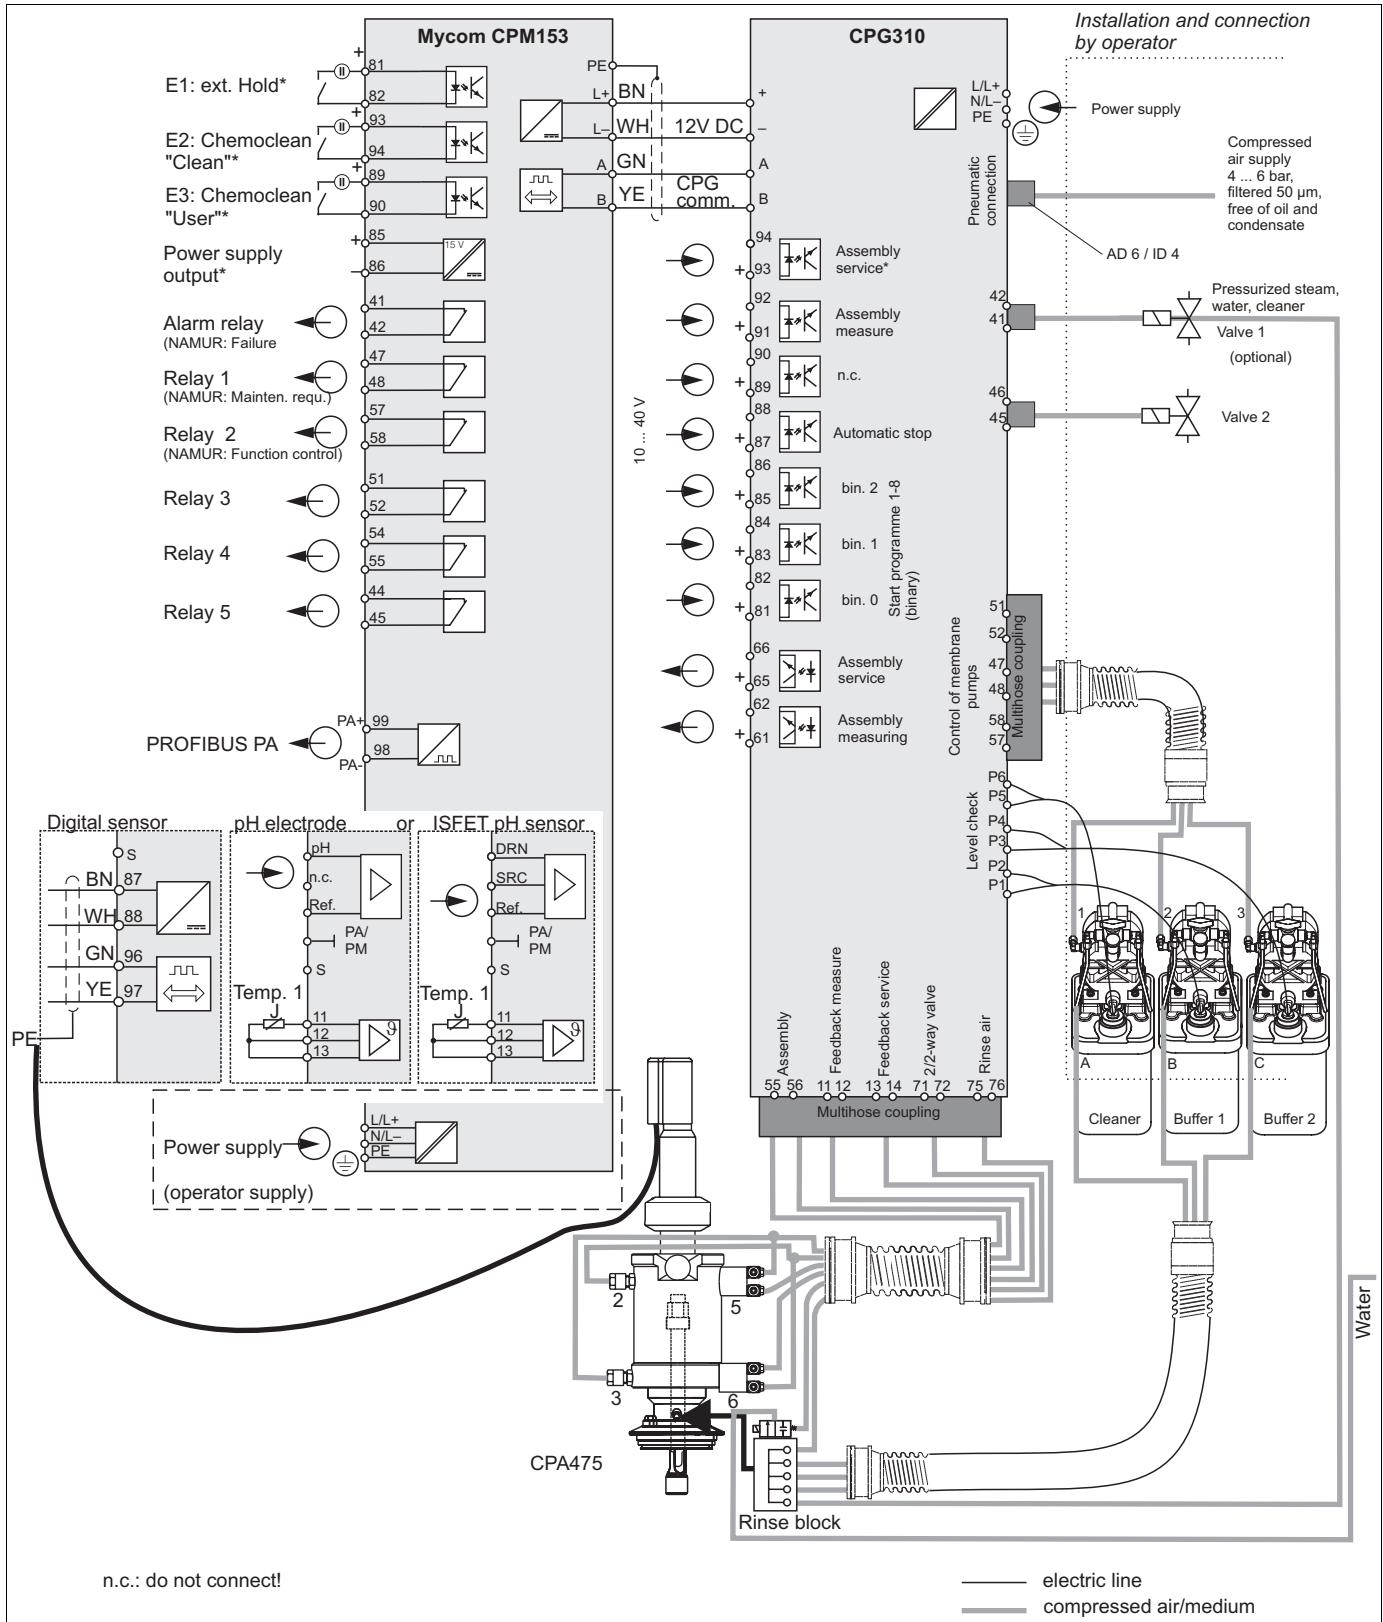 Installation and connection
by operator
Mycom CPM153
CPG310
E1: ext. Hold*
+
81
82
E2: Chemoclean
"Clean"*
+
93
94
E3: Chemoclean
"User"*
+
89
90
Power supply
output*
+
85
–
86
15 V
Alarm relay
(NAMUR: Failure
41
42
Relay 1
(NAMUR: Mainten. requ.)
47
48
Relay 2
(NAMUR: Function control)
57
58
Relay 3
51
52
Relay 4
54
55
Relay 5
44
45
PROFIBUS PA
PA+
99
98
PA-
PE
L+
BN
+
L–
WH
12V DC
–
A
GN
A
B
YE
CPG
comm.
B
10 ... 40 V
94
+
93
Assembly
service*
92
+
91
Assembly
measure
90
+
89
n.c.
88
+
87
Automatic stop
86
+
85
bin. 2
84
+
83
bin. 1
82
+
81
bin. 0
Start programme 1-8
(binary)
66
+
65
Assembly
service
62
+
61
Assembly
measuring
L/L+
N/L–
PE
Power supply
Pneumatic
connection
Compressed
air supply
4 ... 6 bar,
filtered 50 µm,
free of oil and
condensate
AD 6 / ID 4
42
41
Pressurized steam,
water, cleaner
Valve 1
(optional)
46
45
Valve 2
Control of membrane
pumps
51
52
47
48
58
57
Multihose coupling
Level check
P6
P5
P4
P3
P2
P1
1
2
3
A
B
C
Cleaner
Buffer 1
Buffer 2
Digital sensor
S
BN
87
WH
88
GN
96
YE
97
PE
pH electrode
or
ISFET pH sensor
pH
n.c.
Ref.
PA/
PM
S
Temp. 1
11
12
13
ϑ
DRN
SRC
Ref.
PA/
PM
S
Temp. 1
11
12
13
ϑ
Power supply
(operator supply)
L/L+
N/L–
PE
Assembly
Feedback measure
Feedback service
2/2-way valve
Rinse air
55
56
11
12
13
14
71
72
75
76
Multihose coupling
2
5
3
6
CPA475
Rinse block
Water
n.c.: do not connect!
electric line
compressed air/medium